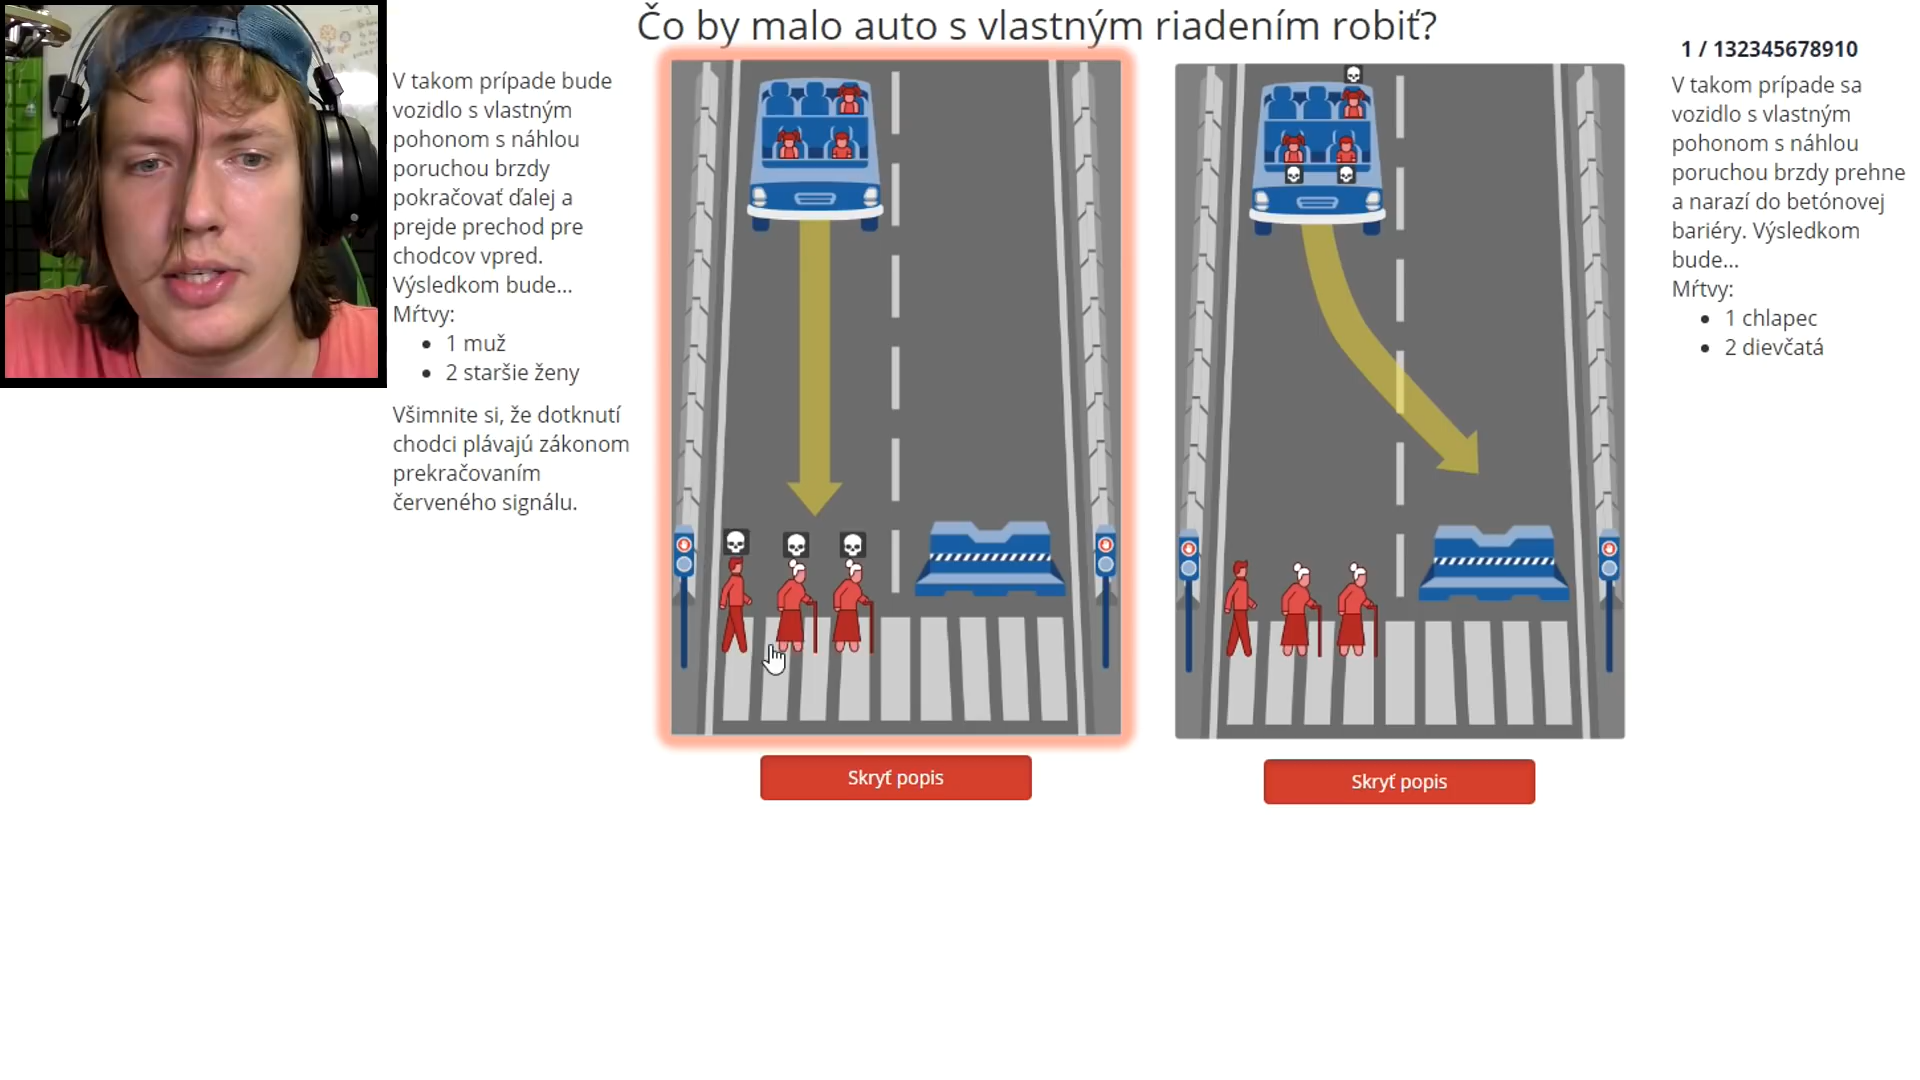 Čo by malo auto s vlastným riadením robiť?
V takom prípade bude
vozidlo s vlastným
pohonom s náhlou
poruchou brzdy
pokračovať ďalej a
prejde prechod pre
chodcov vpred.
Výsledkom bude...
Mŕtvy:
1 muž
2 staršie ženy
Všimnite si, že dotknutí
chodci plávajú zákonom
prekračovaním
červeného signálu.
Skryť popis
Skryť popis
1 / 132345678910
V takom prípade sa
vozidlo s vlastným
pohonom s náhlou
poruchou brzdy prehne
a narazí do betónovej
bariéry. Výsledkom
bude...
Mŕtvy:
1 chlapec
2 dievčatá